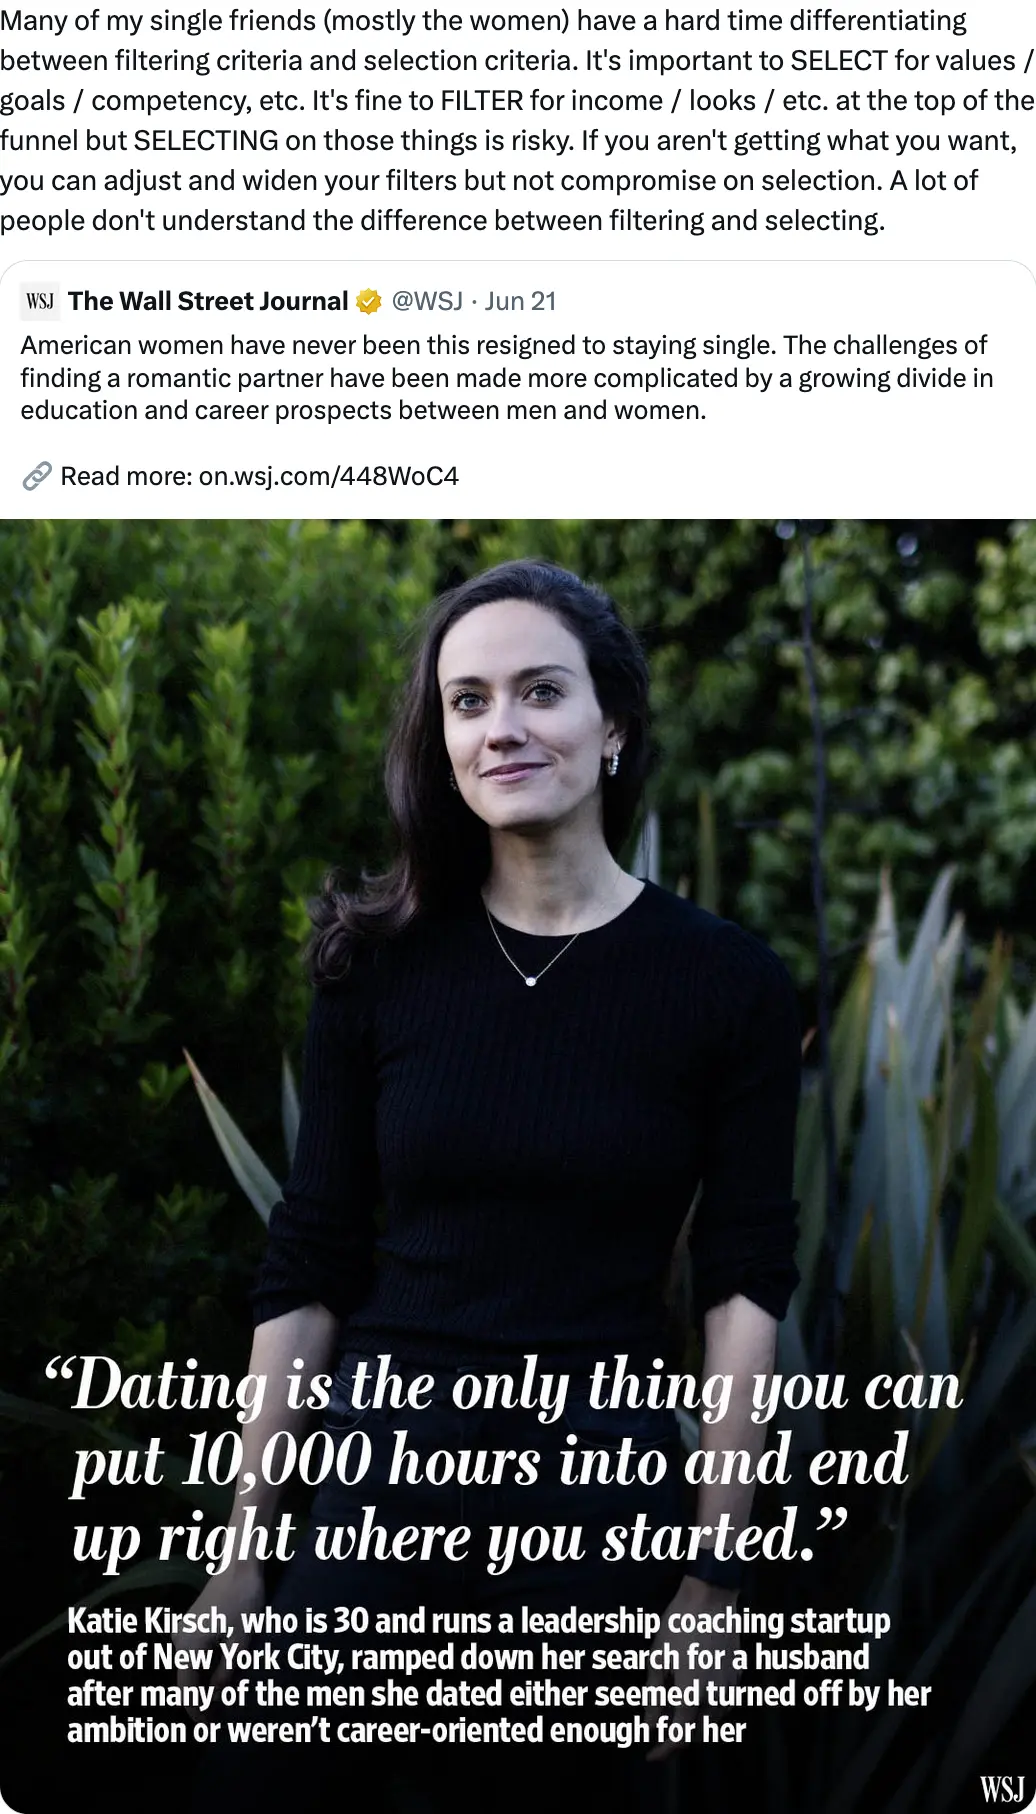 Many of my single friends (mostly the women) have a hard time differentiating
between filtering criteria and selection criteria. It's important to SELECT for values /
goals / competency, etc. It's fine to FILTER for income / looks / etc. at the top of the
funnel but SELECTING on those things is risky. If you aren't getting what you want,
you can adjust and widen your filters but not compromise on selection. A lot of
people don't understand the difference between filtering and selecting.
WSJ The Wall Street Journal @WSJ · Jun 21
American women have never been this resigned to staying single. The challenges of
finding a romantic partner have been made more complicated by a growing divide in
education and career prospects between men and women.
Read more: on.wsj.com/448WoC4
“Dating is the only thing you can
put 10,000 hours into and end
up right where you started.”
Katie Kirsch, who is 30 and runs a leadership coaching startup
out of New York City, ramped down her search for a husband
after many of the men she dated either seemed turned off by her
ambition or weren’t career-oriented enough for her
WSJ